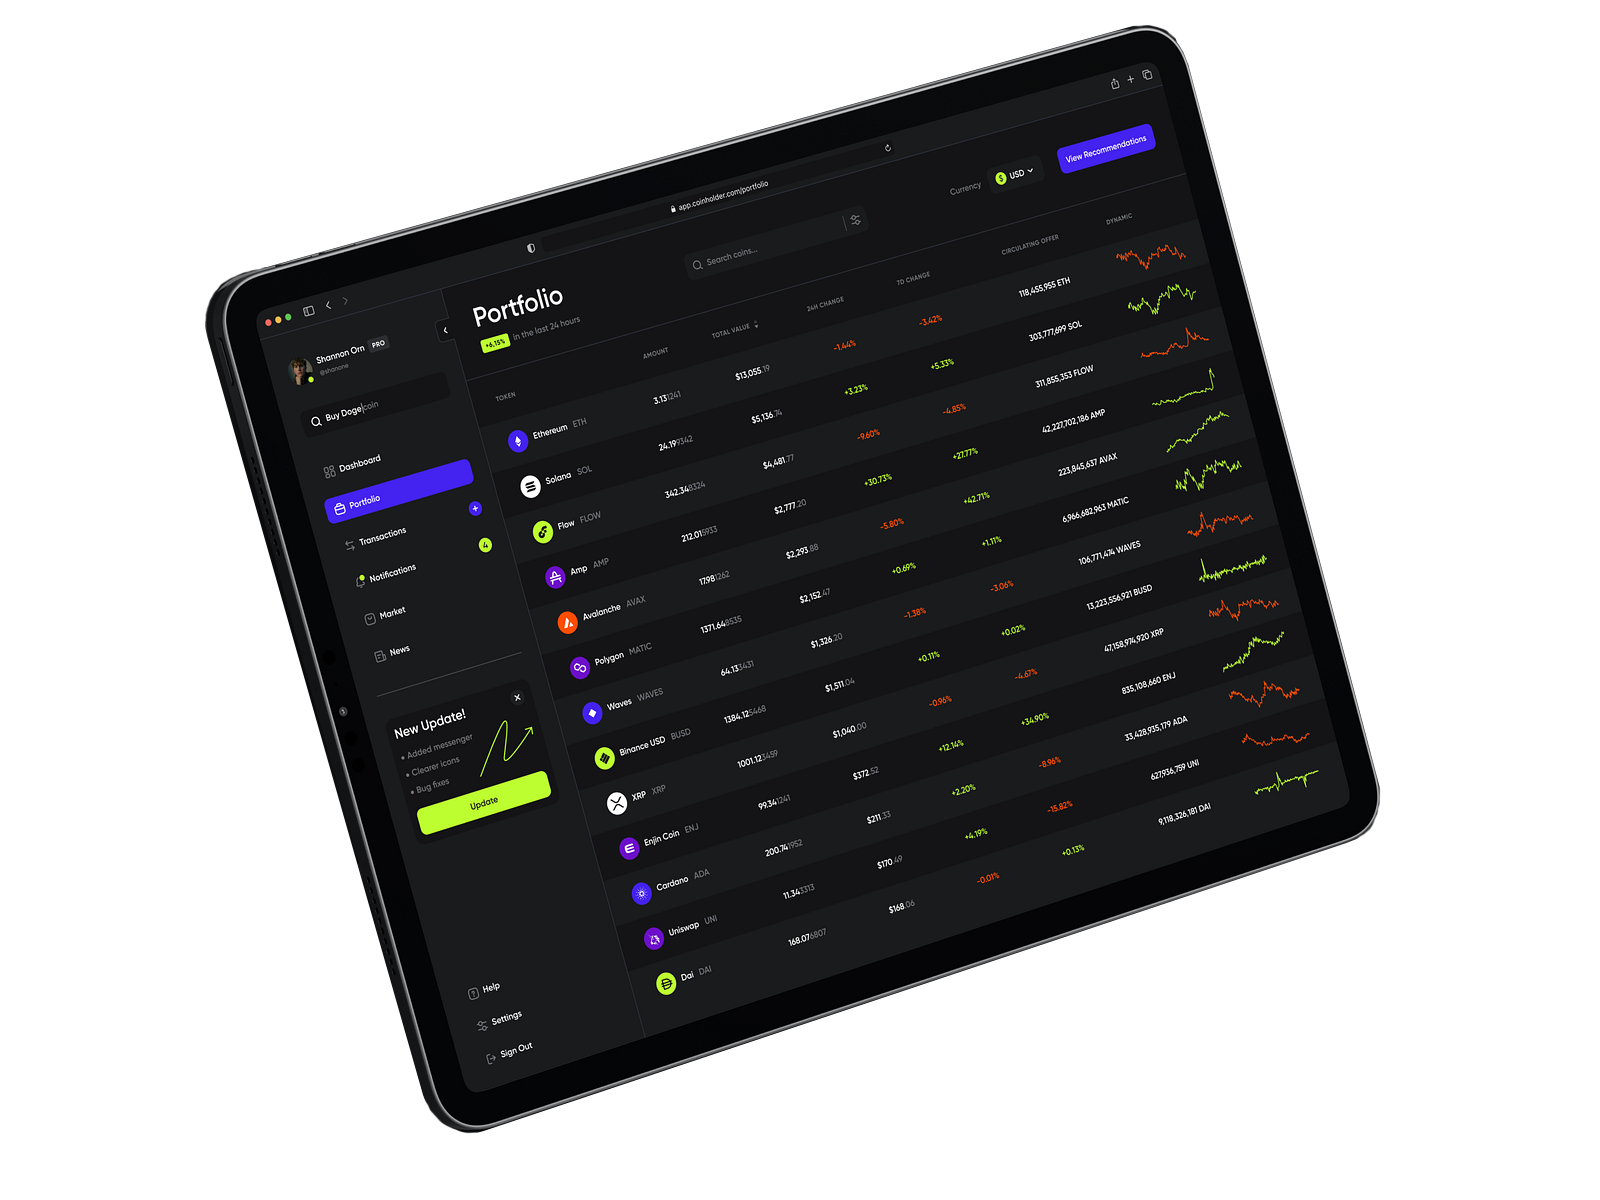 app.coinholder.com/portfolio
Shannon Orn PRO
@shanone
Buy Dogecoin
Dashboard
Portfolio
Transactions
+
Notifications
4
Market
News
New Update!
• Added messenger
• Clearer icons
• Bug fixes
Update
Help
Settings
Sign Out
Portfolio
+6,15% in the last 24 hours
Search coins...
Currency
$ USD
View Recommendations
TOKEN AMOUNT TOTAL VALUE 24H CHANGE 7D CHANGE CIRCULATING OFFER DYNAMIC
Ethereum ETH 3.131241 $13,055.19 -1.44% -3.42% 118,455,955 ETH
Solana SOL 24.199342 $5,136.74 +3.23% +5.33% 303,777,699 SOL
Flow FLOW 342.348324 $4,481.77 -9.60% -4.85% 311,855,353 FLOW
Amp AMP 212.015933 $2,777.20 +30.73% +27.77% 42,227,702,186 AMP
Avalanche AVAX 17.981262 $2,293.88 -5.80% +42.71% 223,845,637 AVAX
Polygon MATIC 1371.648535 $2,152.47 +0.69% +1.11% 6,966,682,963 MATIC
Waves WAVES 64.133431 $1,326.20 -1.38% -3.06% 106,771,474 WAVES
Binance USD BUSD 1384.125468 $1,511.04 +0.11% +0.02% 13,223,556,921 BUSD
XRP XRP 1001.123459 $1,040.00 -0.96% -4.67% 47,158,974,920 XRP
Enjin Coin ENJ 99.341241 $372.52 +12.14% +34.90% 835,108,660 ENJ
Cardano ADA 200.741952 $211.33 +2.20% -8.96% 33,428,935,179 ADA
Uniswap UNI 11.343313 $170.49 +4.19% -15.82% 627,936,759 UNI
Dai DAI 168.076807 $168.06 -0.01% +0.13% 9,118,326,181 DAI